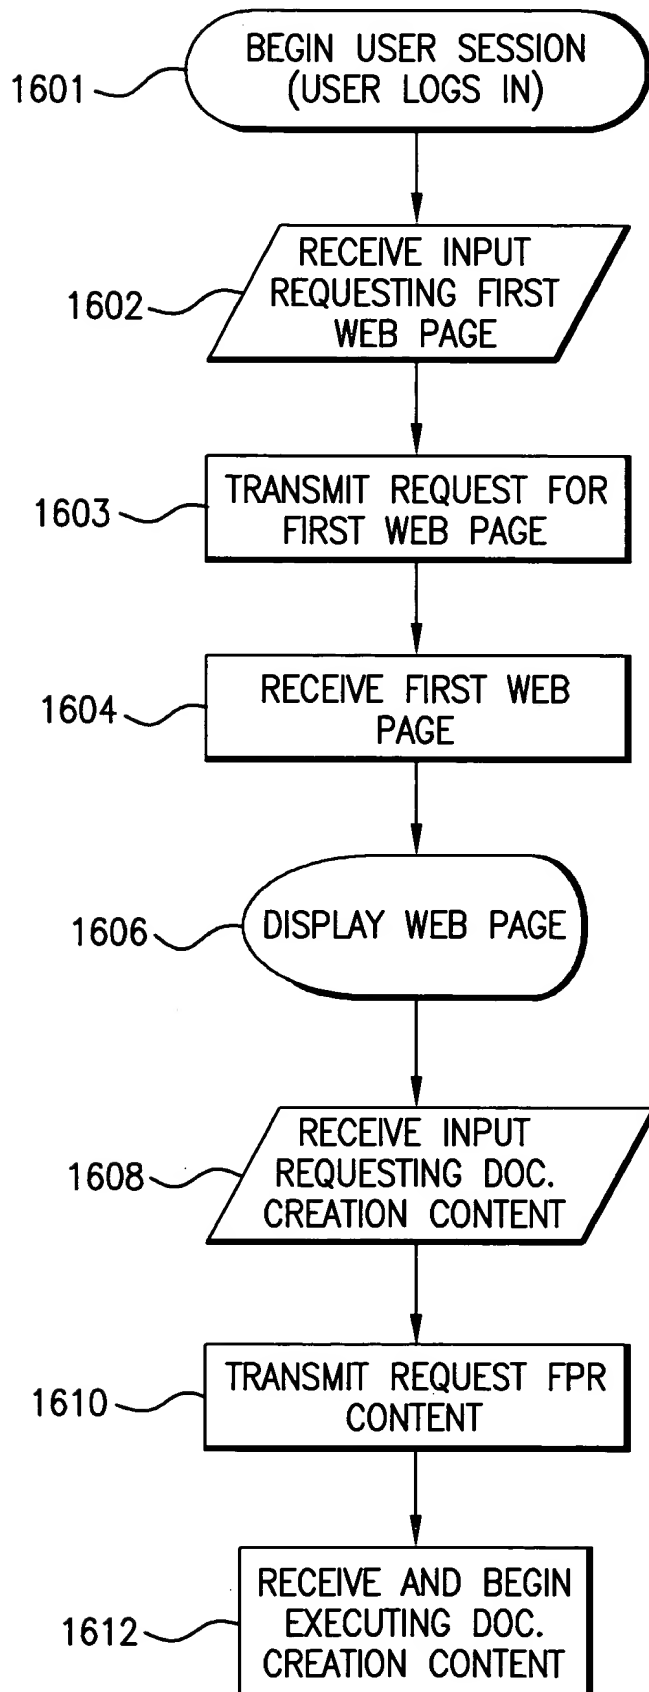 BEGIN USER SESSION
(USER LOGS IN)
1601
RECEIVE INPUT
REQUESTING FIRST
WEB PAGE
1602
TRANSMIT REQUEST FOR
FIRST WEB PAGE
1603
RECEIVE FIRST WEB
PAGE
1604
DISPLAY WEB PAGE
1606
RECEIVE INPUT
REQUESTING DOC.
CREATION CONTENT
1608
TRANSMIT REQUEST FPR
CONTENT
1610
RECEIVE AND BEGIN
EXECUTING DOC.
CREATION CONTENT
1612